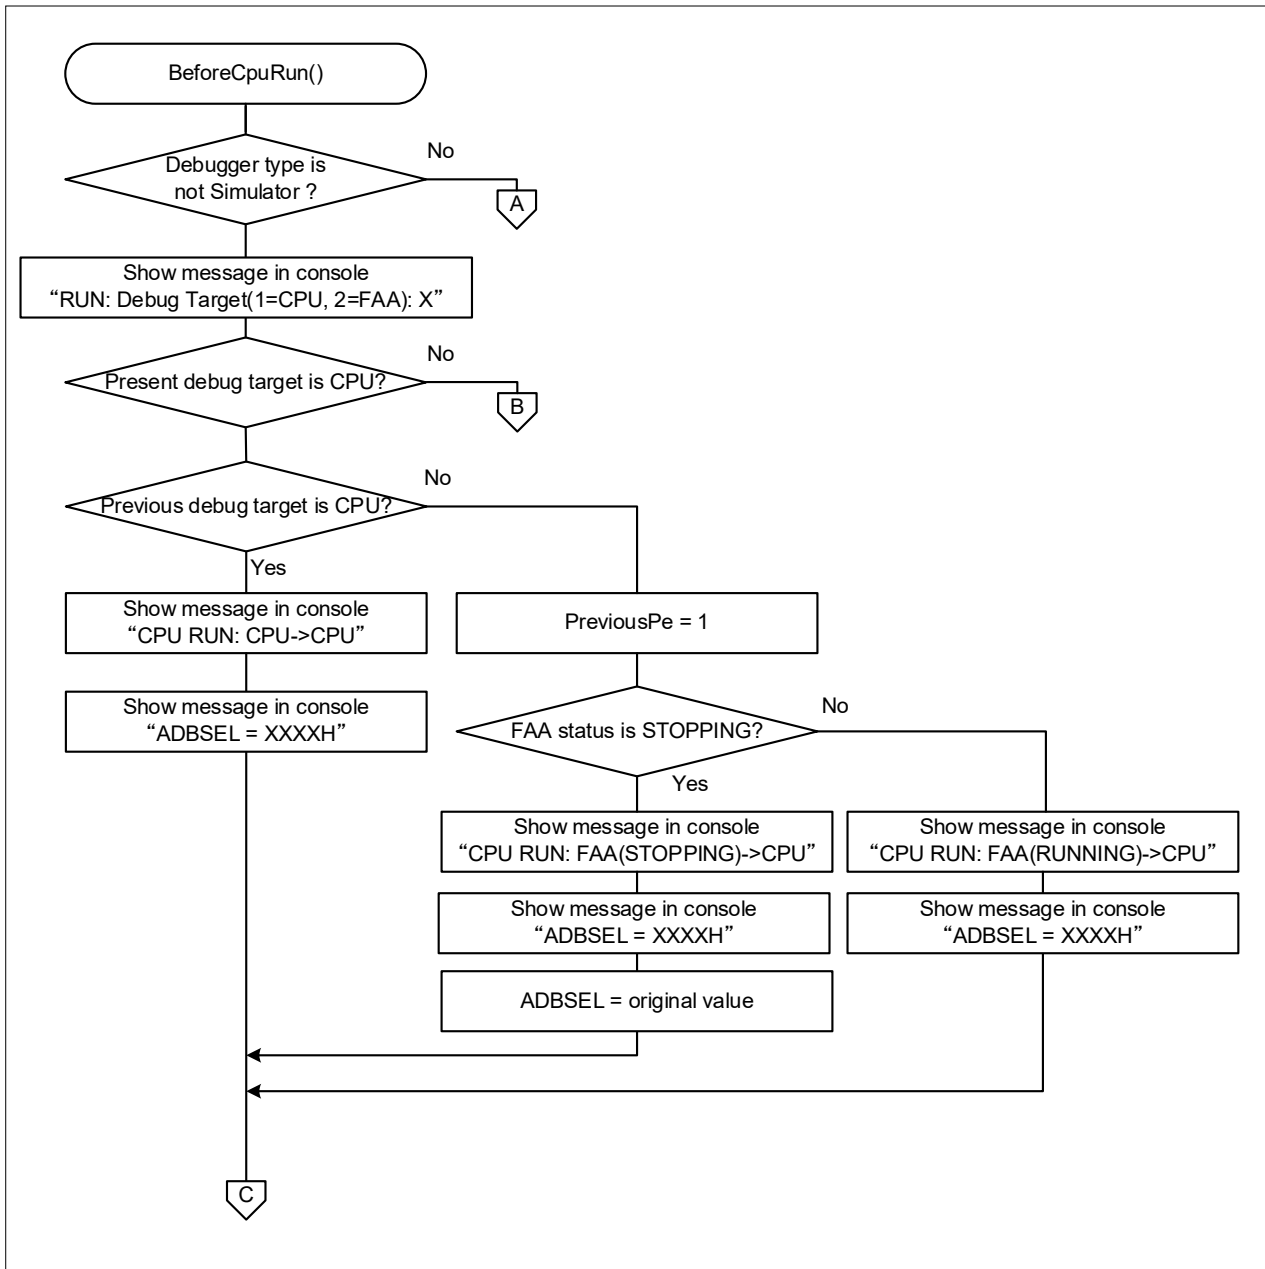 BeforeCpuRun()
Debugger type is
not Simulator ?
No
A
Show message in console
“RUN: Debug Target(1=CPU, 2=FAA): X”
Present debug target is CPU?
No
B
Previous debug target is CPU?
No
Yes
Show message in console
“CPU RUN: CPU->CPU”
PreviousPe = 1
Show message in console
“ADBSEL = XXXXH”
FAA status is STOPPING?
No
Yes
Show message in console
“CPU RUN: FAA(STOPPING)->CPU”
Show message in console
“CPU RUN: FAA(RUNNING)->CPU”
Show message in console
“ADBSEL = XXXXH”
Show message in console
“ADBSEL = XXXXH”
ADBSEL = original value
C